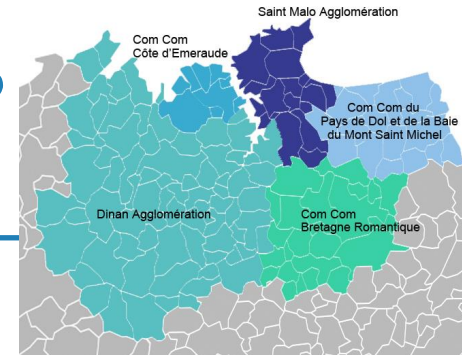 Saint Malo Agglomération
Com Com
Côte d'Emeraude
Com Com du
Pays de Dol et de la Baie
du Mont Saint Michel
Dinan Agglomération
Com Com
Bretagne Romantique